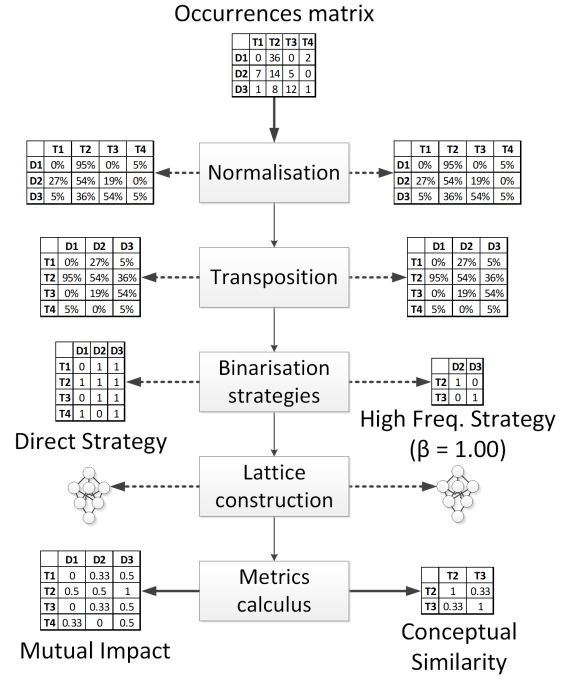 Occurrences matrix
T1 T2 T3 T4
D1 0 36 0 2
D2 7 14 5 0
D3 1 8 12 1
Normalisation
T1 T2 T3 T4
D1 0% 95% 0% 5%
D2 27% 54% 19% 0%
D3 5% 36% 54% 5%
T1 T2 T3 T4
D1 0% 95% 0% 5%
D2 27% 54% 19% 0%
D3 5% 36% 54% 5%
Transposition
D1 D2 D3
T1 0% 27% 5%
T2 95% 54% 36%
T3 0% 19% 54%
T4 5% 0% 5%
D1 D2 D3
T1 0% 27% 5%
T2 95% 54% 36%
T3 0% 19% 54%
T4 5% 0% 5%
Binarisation
strategies
D1 D2 D3
T1 0 1 1
T2 1 1 1
T3 0 1 1
T4 1 0 1
Direct Strategy
D2 D3
T2 1 0
T3 0 1
High Freq. Strategy
(β = 1.00)
Lattice
construction
Metrics
calculus
D1 D2 D3
T1 0 0.33 0.5
T2 0.5 0.5 1
T3 0 0.33 0.5
T4 0.33 0 0.5
Mutual Impact
T2 T3
T2 1 0.33
T3 0.33 1
Conceptual
Similarity